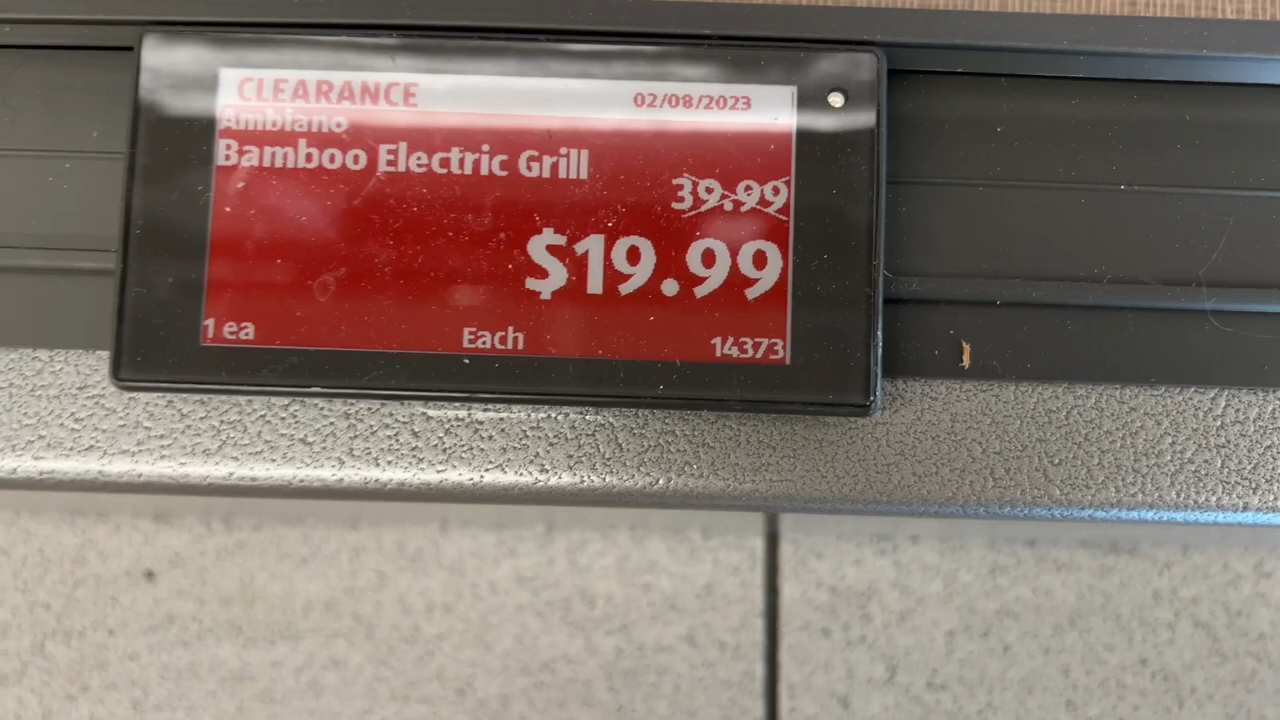 CLEARANCE 02/08/2023
Ambiano
Bamboo Electric Grill
39.99
$19.99
1 ea Each 14373